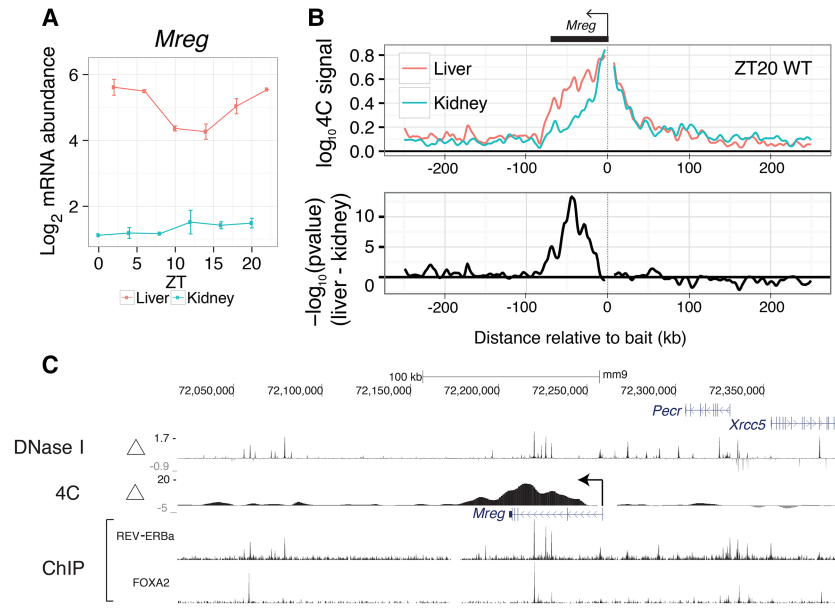 A
Mreg
Log2 mRNA abundance
6
4
2
0 5 10 15 20
ZT
Liver Kidney
B
Mreg
log10 4C signal
0.8
0.6
0.4
0.2
0.0
Liver
Kidney
ZT20 WT
-200 -100 0 100 200
−log10(pvalue)
(liver - kidney)
10
5
0
-200 -100 0 100 200
Distance relative to bait (kb)
C
100 kb mm9
72,050,000 72,100,000 72,150,000 72,200,000 72,250,000 72,300,000 72,350,000
Pecr
Xrcc5
DNase I △ 1.7 -
-0.9 _
4C △ 20 -
-5 _
Mreg
ChIP
REV-ERBa
FOXA2